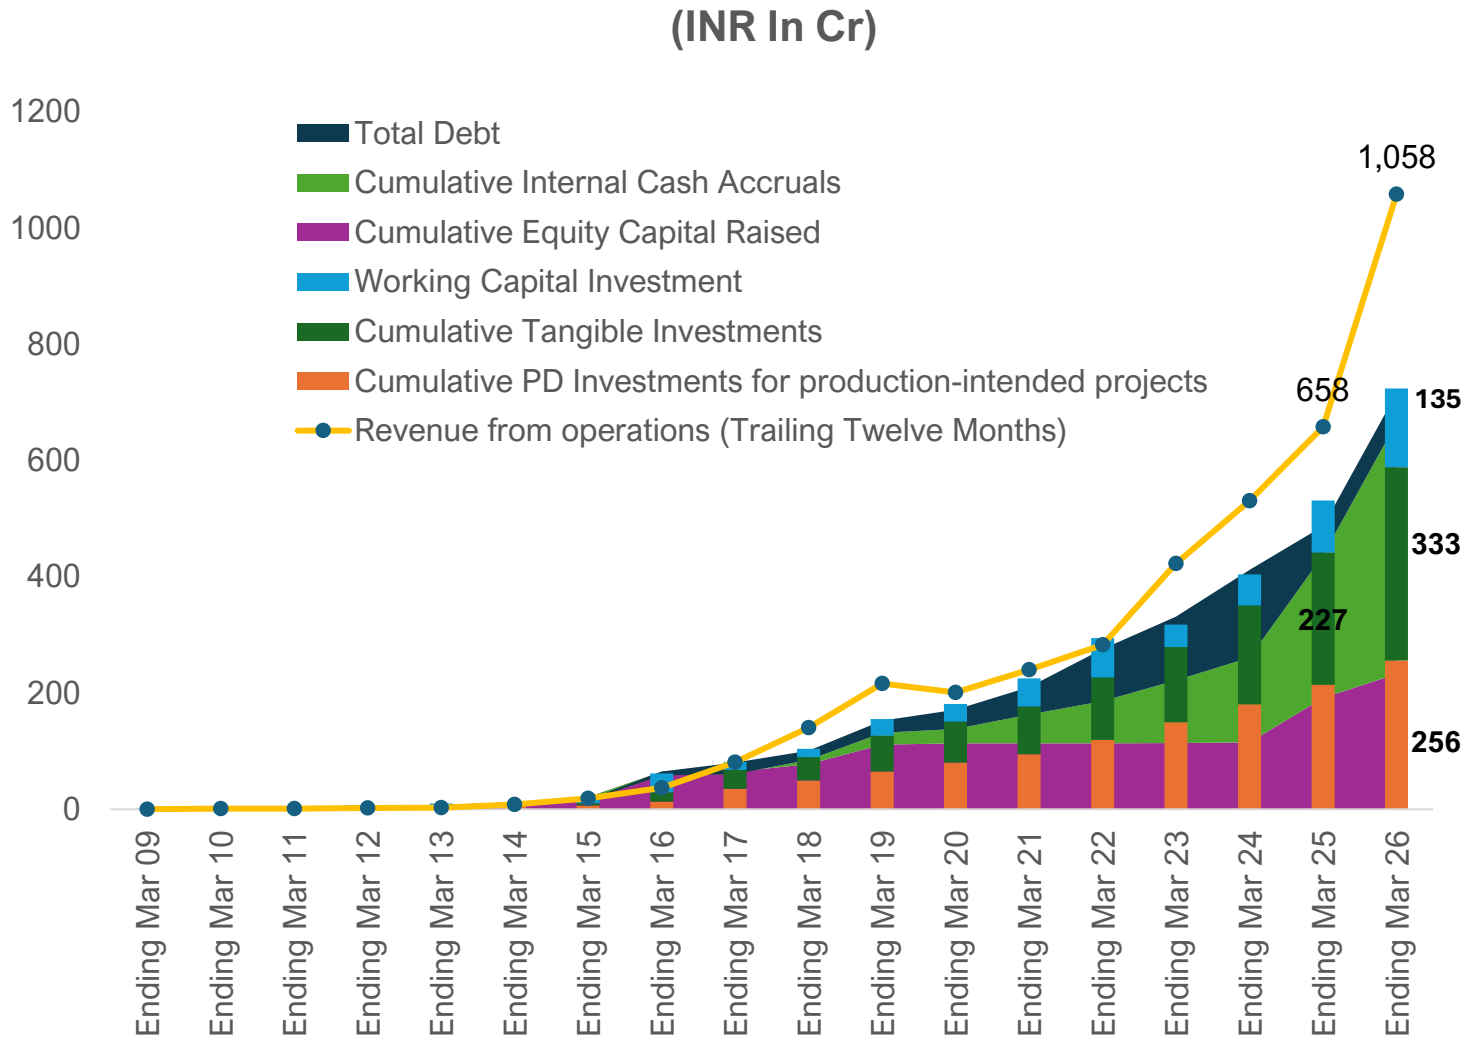 (INR In Cr)
1200
1000
800
600
400
200
0
Total Debt
Cumulative Internal Cash Accruals
Cumulative Equity Capital Raised
Working Capital Investment
Cumulative Tangible Investments
Cumulative PD Investments for production-intended projects
Revenue from operations (Trailing Twelve Months)
1,058
658
135
333
227
256
Ending Mar 09
Ending Mar 10
Ending Mar 11
Ending Mar 12
Ending Mar 13
Ending Mar 14
Ending Mar 15
Ending Mar 16
Ending Mar 17
Ending Mar 18
Ending Mar 19
Ending Mar 20
Ending Mar 21
Ending Mar 22
Ending Mar 23
Ending Mar 24
Ending Mar 25
Ending Mar 26